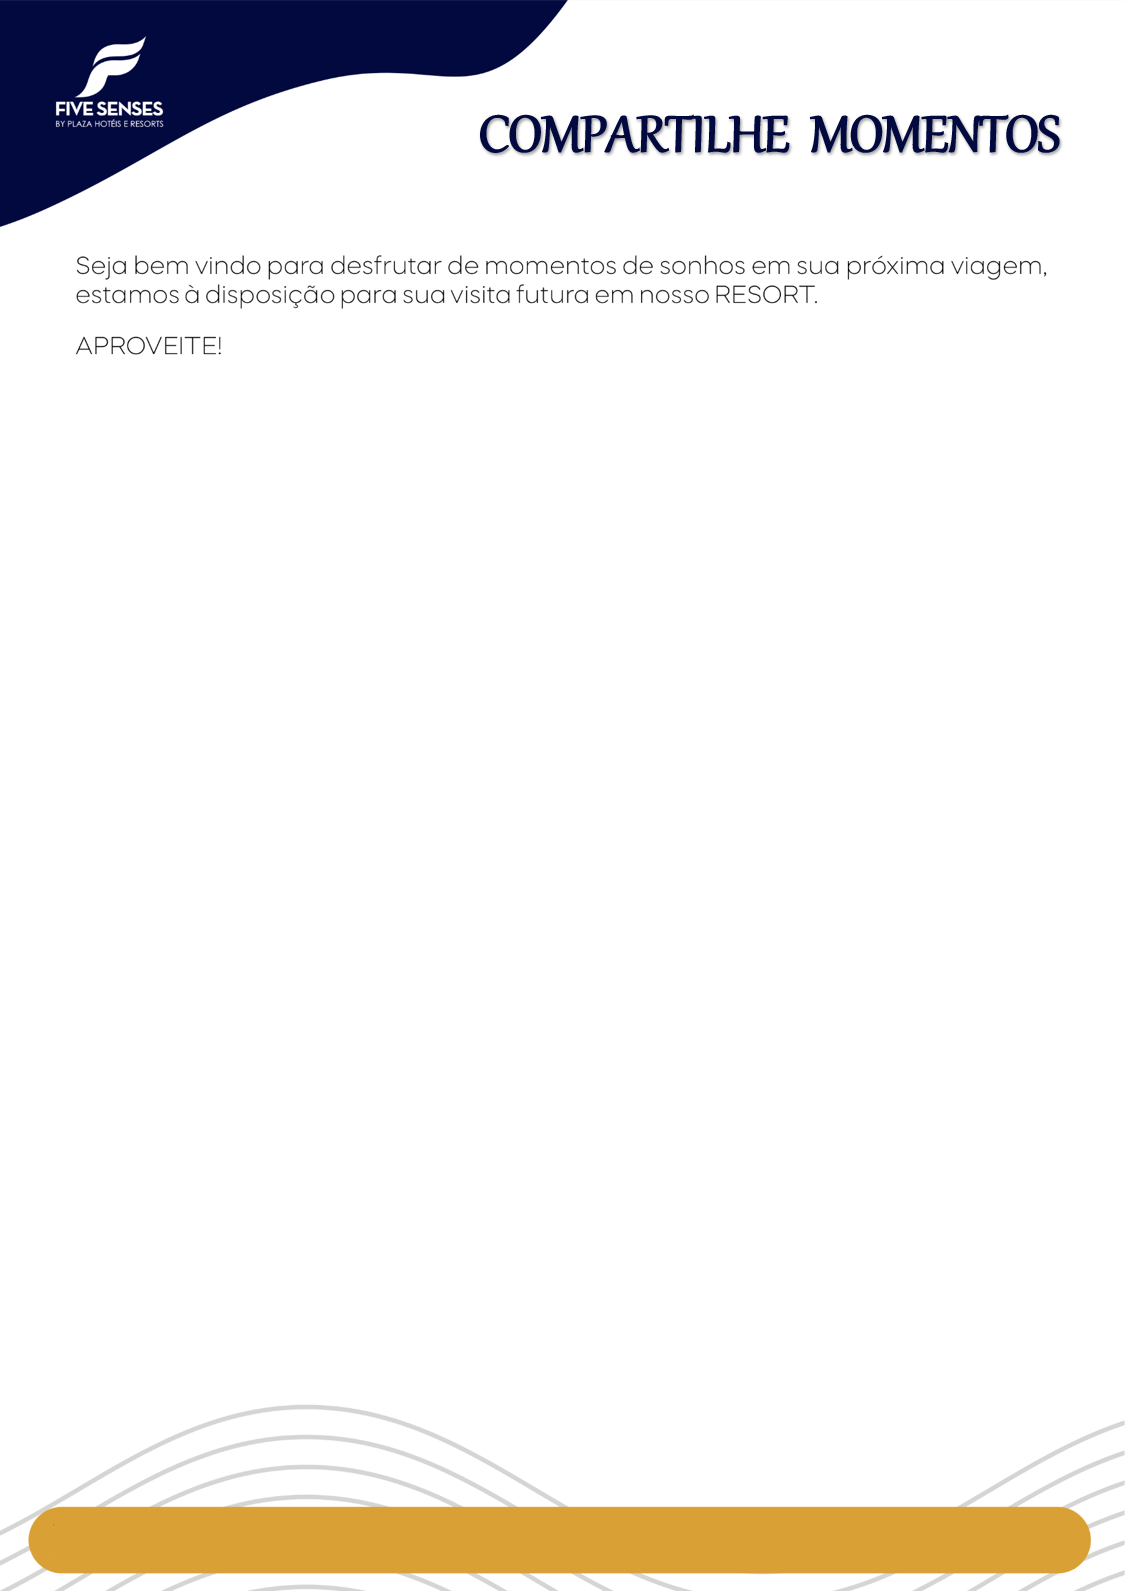 FIVE SENSES
BY PLAZA HOTÉIS E RESORTS
COMPARTILHE MOMENTOS
Seja bem vindo para desfrutar de momentos de sonhos em sua próxima viagem,
estamos à disposição para sua visita futura em nosso RESORT.
APROVEITE!